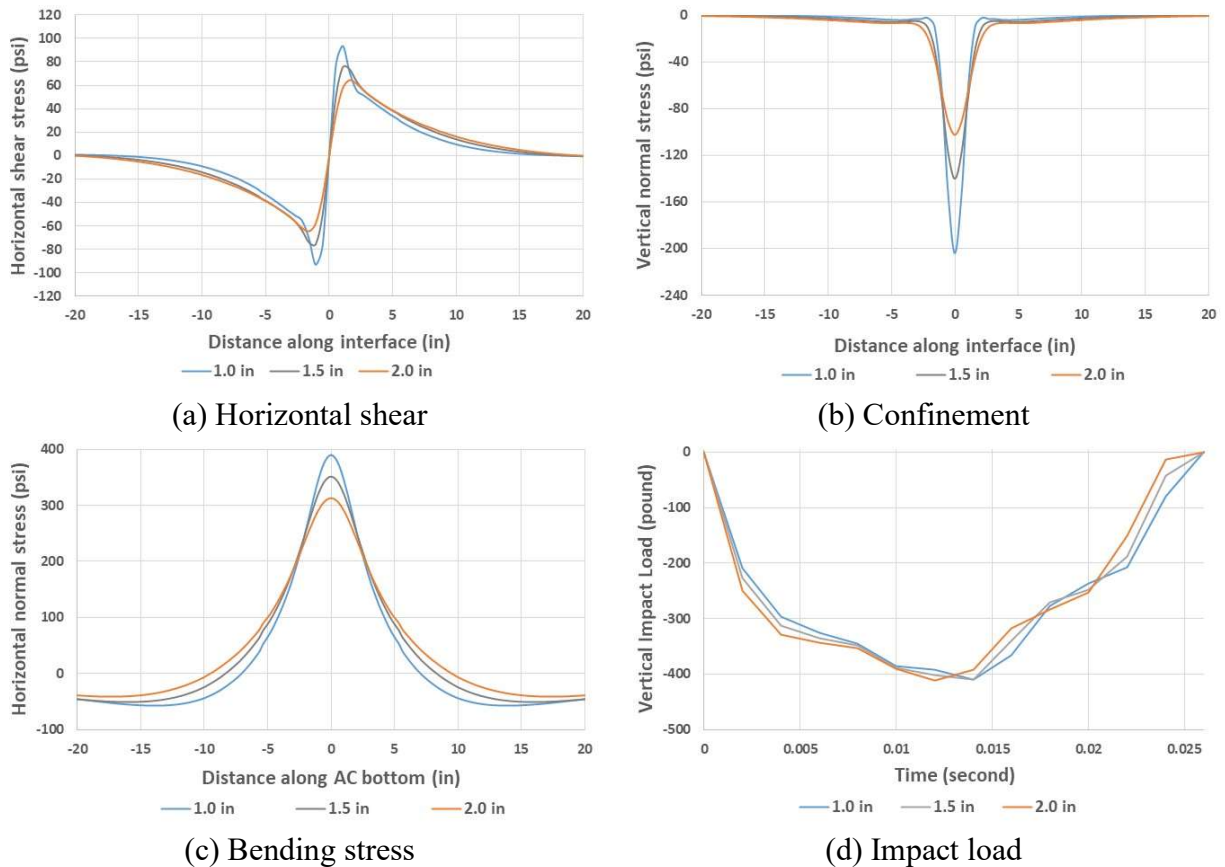 Horizontal shear stress (psi)
120
100
80
60
40
20
0
-20
-40
-60
-80
-100
-120
-20 -15 -10 -5 0 5 10 15 20
Distance along interface (in)
1.0 in 1.5 in 2.0 in
(a) Horizontal shear
Vertical normal stress (psi)
0
-40
-80
-120
-160
-200
-240
-20 -15 -10 -5 0 5 10 15 20
Distance along interface (in)
1.0 in 1.5 in 2.0 in
(b) Confinement
Horizontal normal stress (psi)
400
300
200
100
0
-100
-20 -15 -10 -5 0 5 10 15 20
Distance along AC bottom (in)
1.0 in 1.5 in 2.0 in
(c) Bending stress
Vertical Impact Load (pound)
0
-100
-200
-300
-400
-500
0 0.005 0.01 0.015 0.02 0.025
Time (second)
1.0 in 1.5 in 2.0 in
(d) Impact load